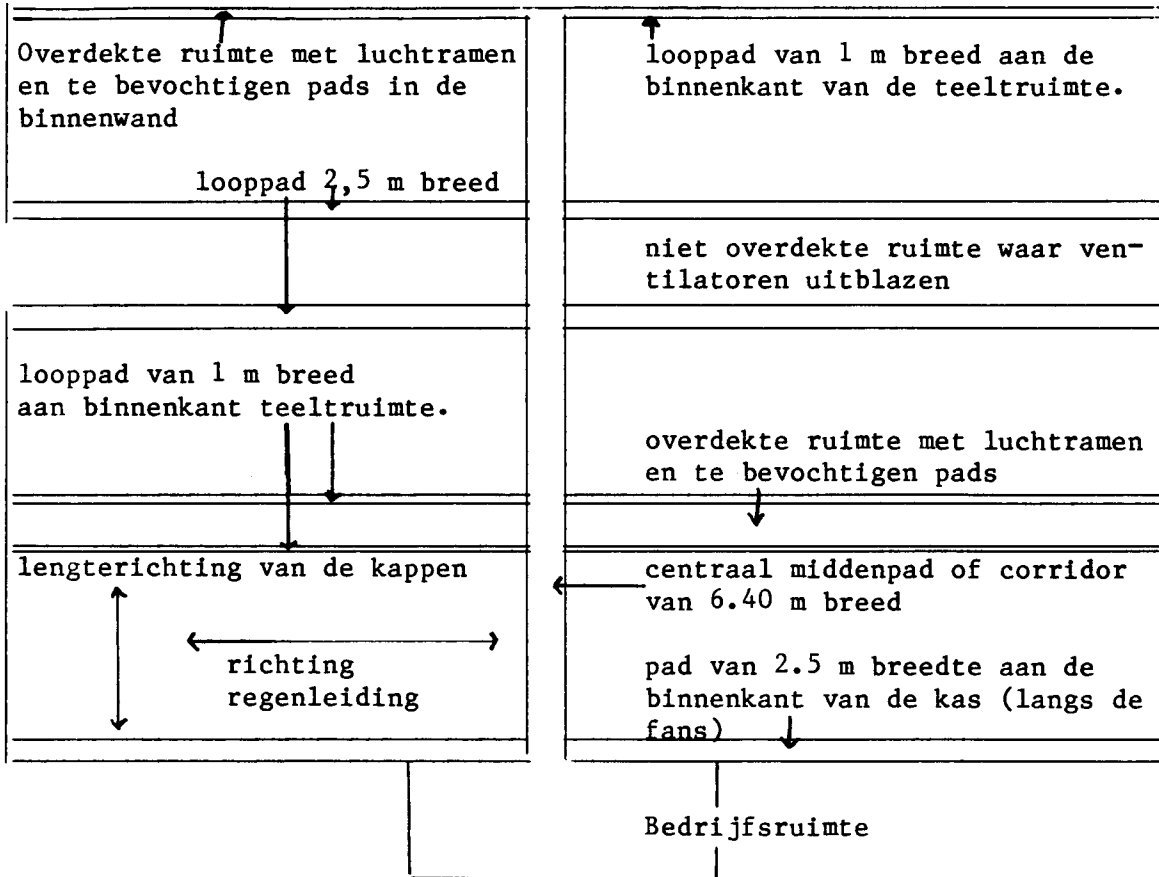 Overdekte ruimte met luchtramen
en te bevochtigen pads in de
binnenwand
looppad van 1 m breed aan de
binnenkant van de teeltruimte.
looppad 2,5 m breed
niet overdekte ruimte waar ven-
tilatoren uitblazen
looppad van 1 m breed
aan binnenkant teeltruimte.
overdekte ruimte met luchtramen
en te bevochtigen pads
lengterichting van de kappen
centraal middenpad of corridor
van 6.40 m breed
richting
regenleiding
pad van 2.5 m breedte aan de
binnenkant van de kas (langs de
fans)
Bedrijfsruimte